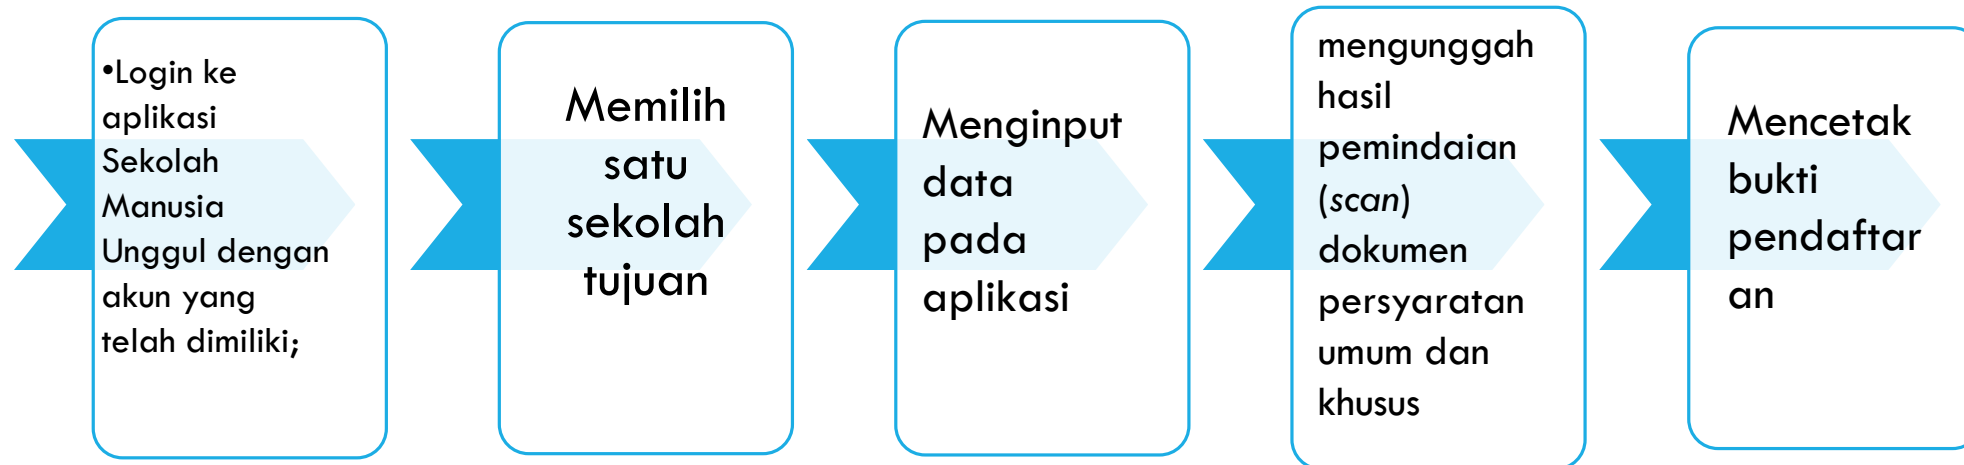 •Login ke
aplikasi
Sekolah
Manusia
Unggul dengan
akun yang
telah dimiliki;
Memilih
satu
sekolah
tujuan
Menginput
data
pada
aplikasi
mengunggah
hasil
pemindaian
(scan)
dokumen
persyaratan
umum dan
khusus
Mencetak
bukti
pendaftar
an